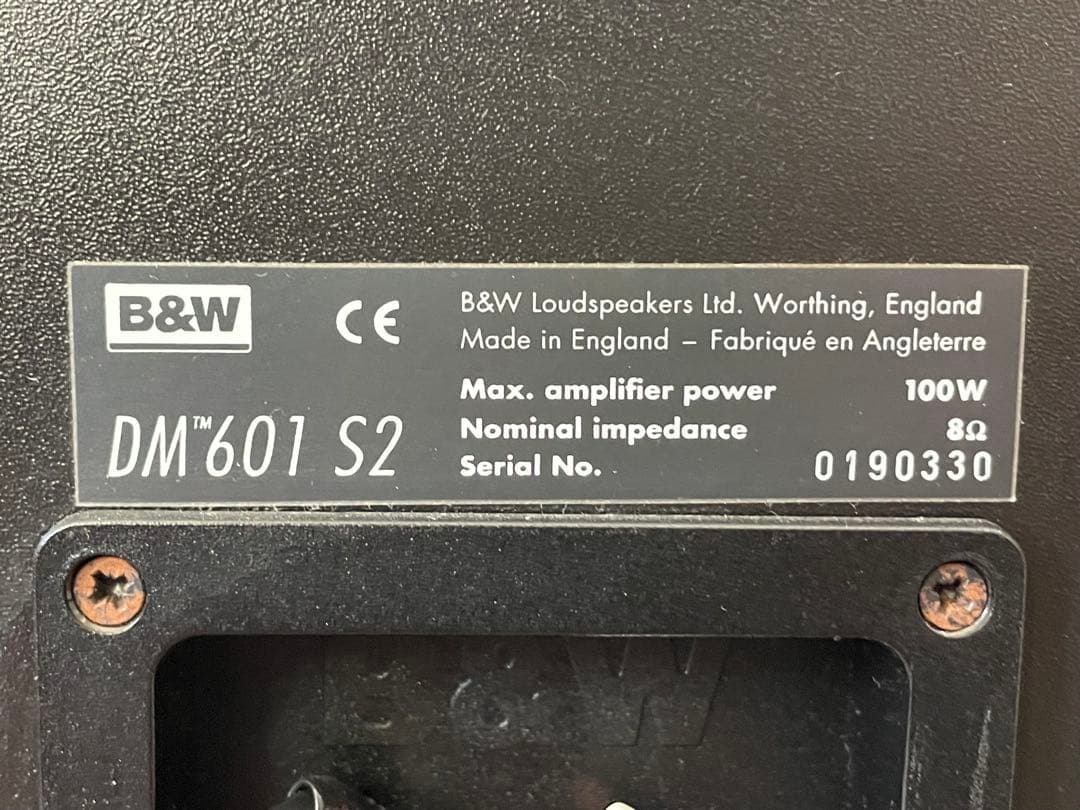 B&W
CE
B&W Loudspeakers Ltd. Worthing, England
Made in England – Fabriqué en Angleterre
Max. amplifier power 100W
Nominal impedance 8Ω
Serial No. 0190330
DM™601 S2
B&W